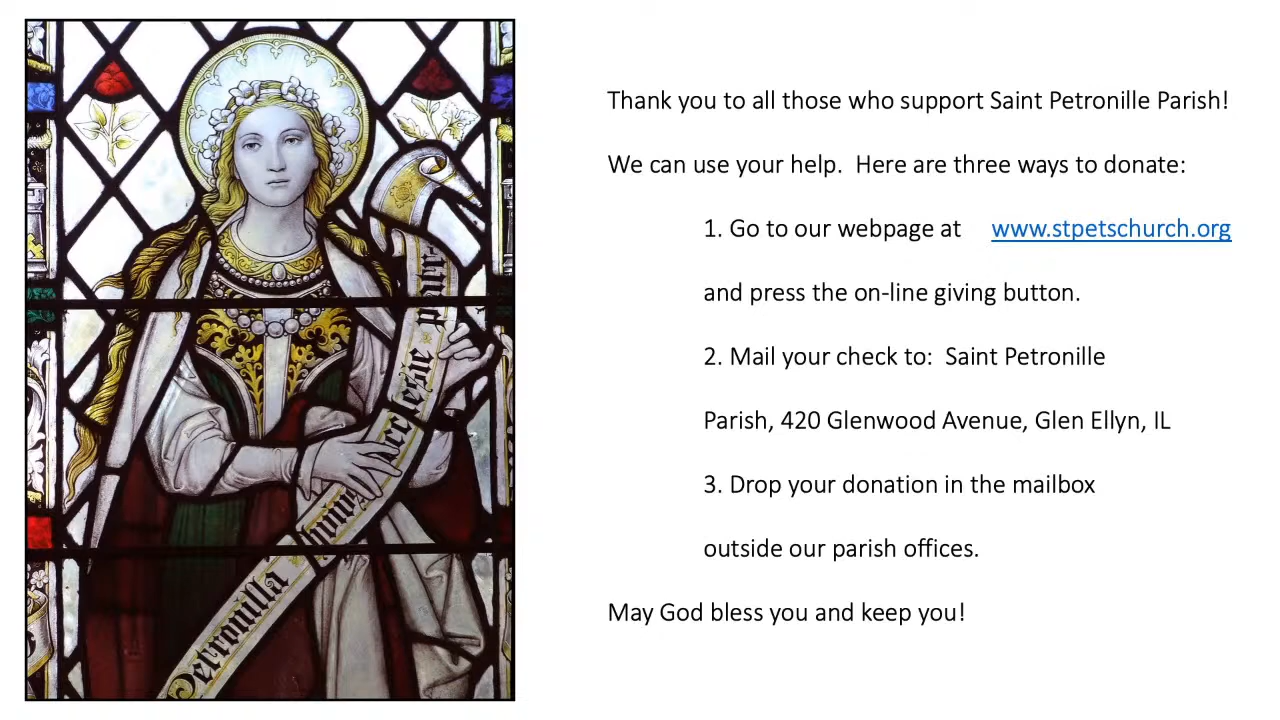 Thank you to all those who support Saint Petronille Parish!
We can use your help. Here are three ways to donate:
1. Go to our webpage at www.stpetschurch.org
and press the on-line giving button.
2. Mail your check to: Saint Petronille
Parish, 420 Glenwood Avenue, Glen Ellyn, IL
3. Drop your donation in the mailbox
outside our parish offices.
May God bless you and keep you!
Petronilla
ecclesie